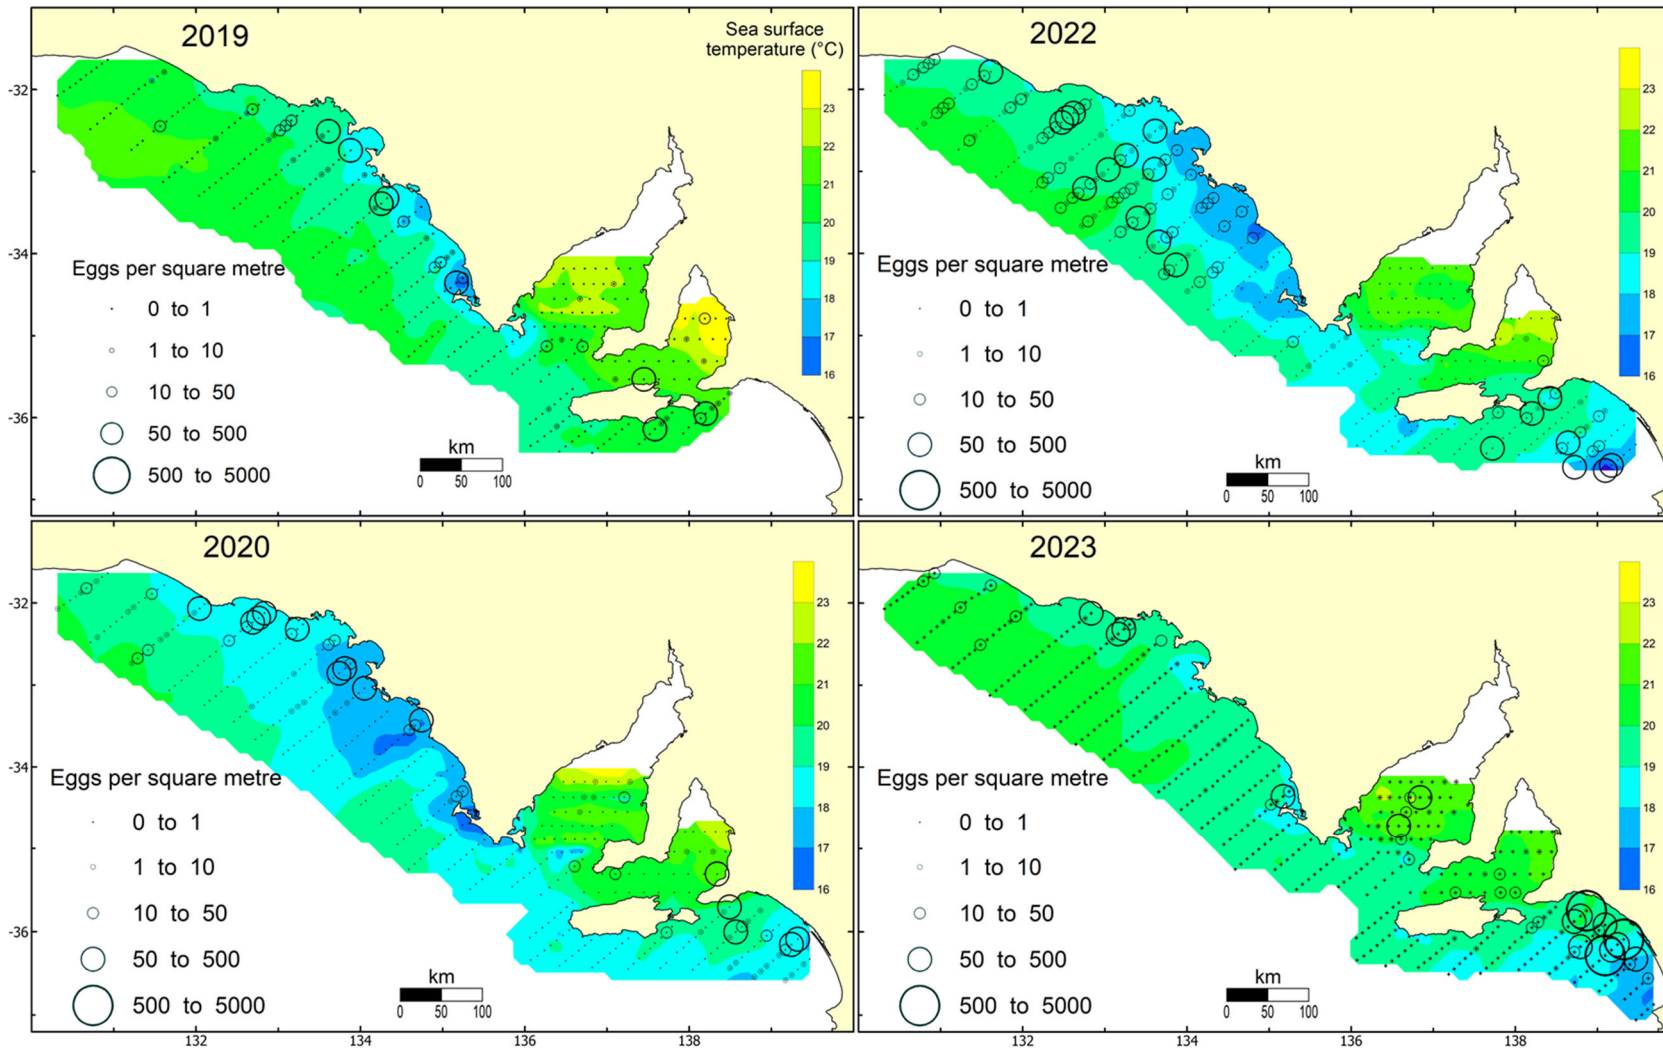 2019
Sea surface
temperature (°C)
23
22
21
20
19
18
17
16
-32
-34
-36
Eggs per square metre
0 to 1
1 to 10
10 to 50
50 to 500
500 to 5000
km
0 50 100
2022
23
22
21
20
19
18
17
16
Eggs per square metre
0 to 1
1 to 10
10 to 50
50 to 500
500 to 5000
km
0 50 100
2020
23
22
21
20
19
18
17
16
-32
-34
-36
Eggs per square metre
0 to 1
1 to 10
10 to 50
50 to 500
500 to 5000
km
0 50 100
132 134 136 138
2023
23
22
21
20
19
18
17
16
Eggs per square metre
0 to 1
1 to 10
10 to 50
50 to 500
500 to 5000
km
0 50 100
132 134 136 138